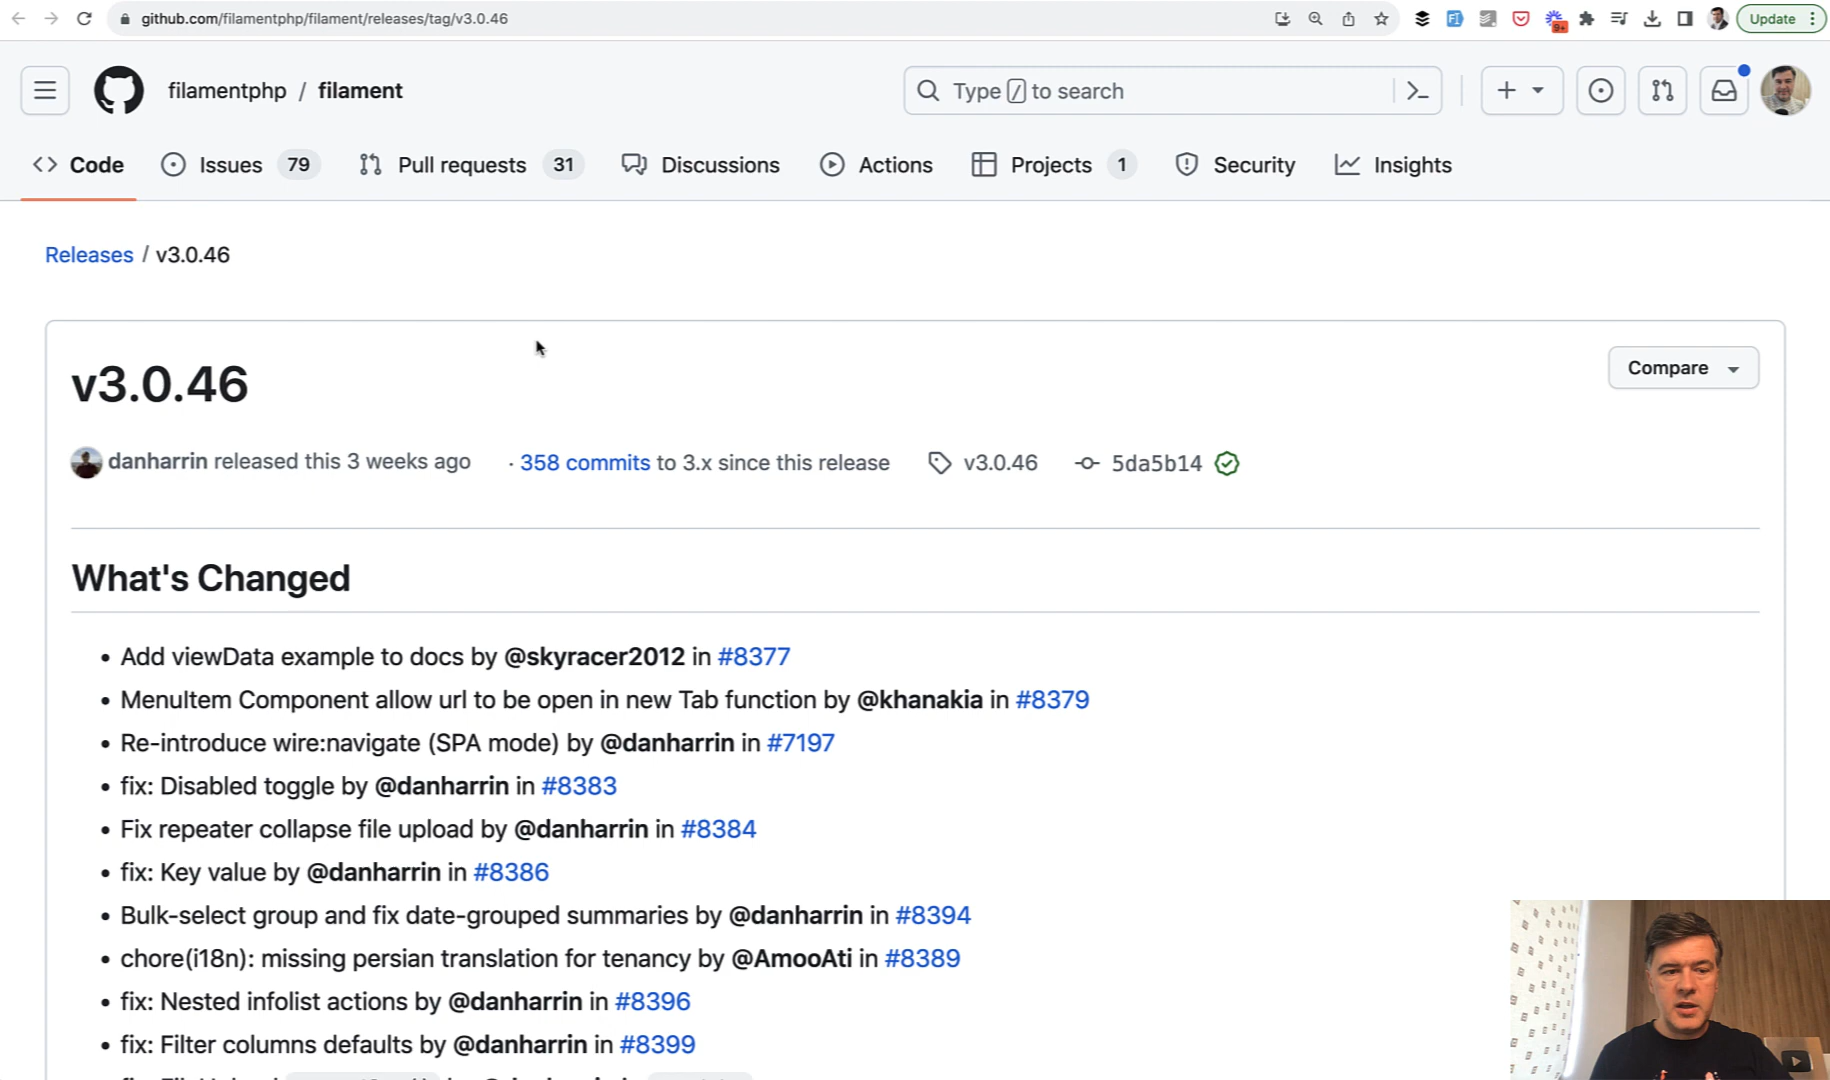 github.com/filamentphp/filament/releases/tag/v3.0.46
9+
Update
filamentphp / filament
Type / to search
Code
Issues 79
Pull requests 31
Discussions
Actions
Projects 1
Security
Insights
Releases / v3.0.46
v3.0.46
Compare
danharrin released this 3 weeks ago · 358 commits to 3.x since this release v3.0.46 5da5b14
What's Changed
• Add viewData example to docs by @skyracer2012 in #8377
• MenuItem Component allow url to be open in new Tab function by @khanakia in #8379
• Re-introduce wire:navigate (SPA mode) by @danharrin in #7197
• fix: Disabled toggle by @danharrin in #8383
• Fix repeater collapse file upload by @danharrin in #8384
• fix: Key value by @danharrin in #8386
• Bulk-select group and fix date-grouped summaries by @danharrin in #8394
• chore(i18n): missing persian translation for tenancy by @AmooAti in #8389
• fix: Nested infolist actions by @danharrin in #8396
• fix: Filter columns defaults by @danharrin in #8399